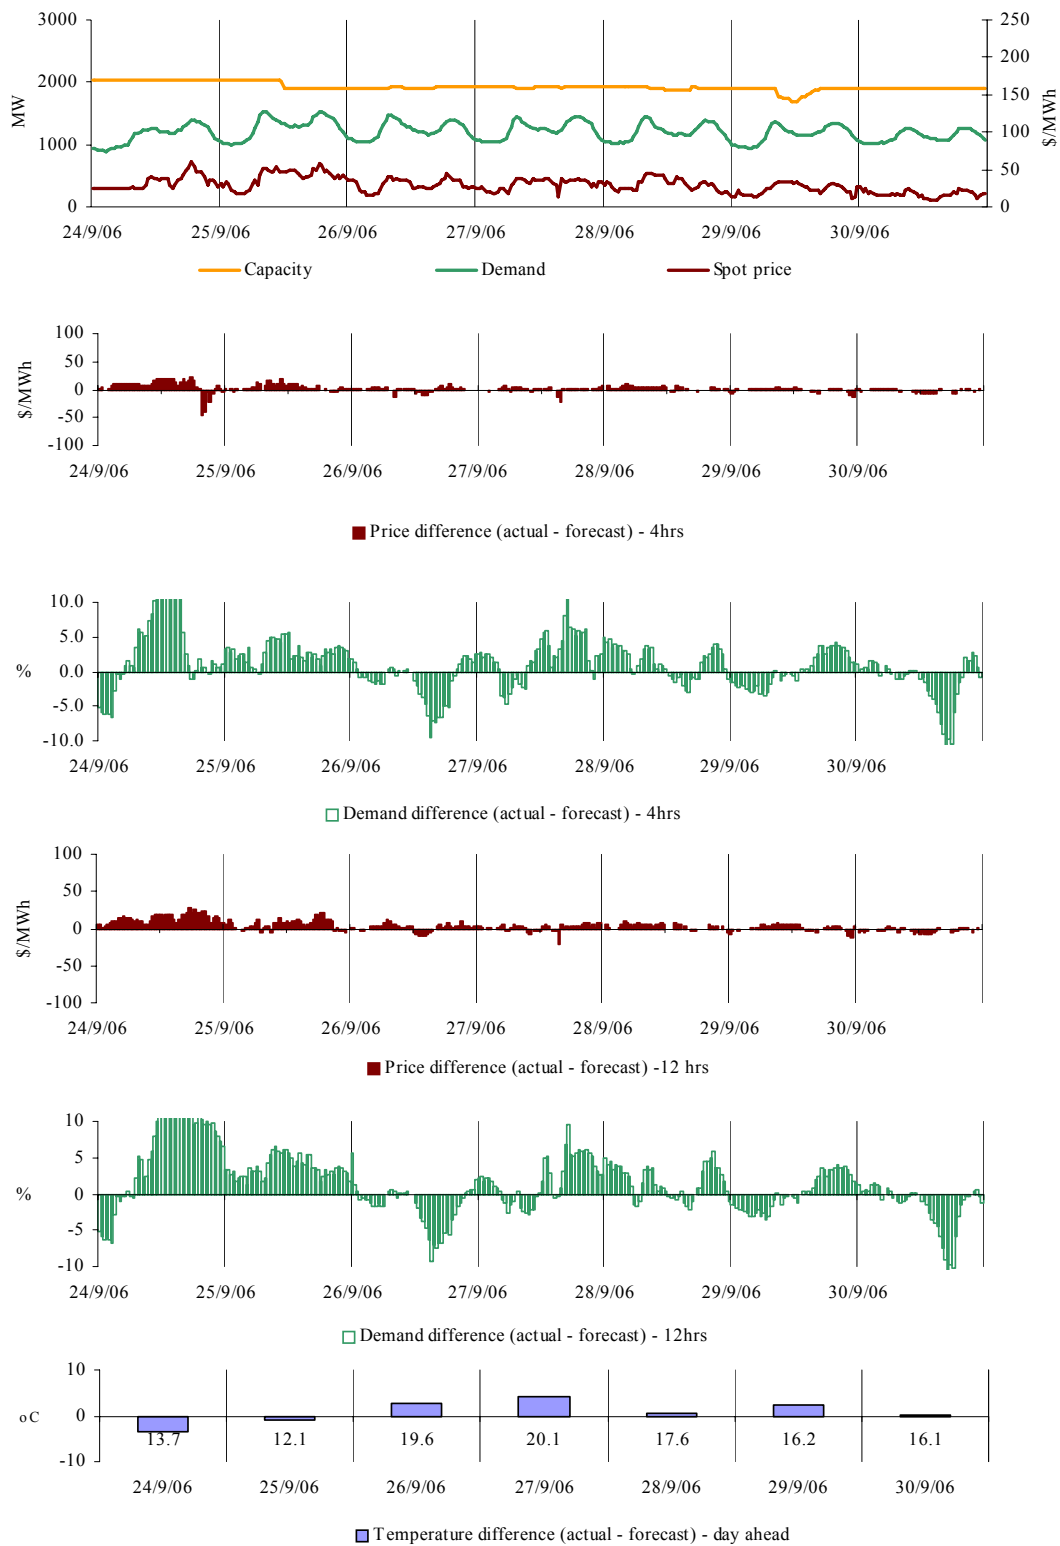 3000 250
200
2000 150
MW $/MWh
100
1000
50
0 0
24/9/06 25/9/06 26/9/06 27/9/06 28/9/06 29/9/06 30/9/06
Capacity Demand Spot price
100
50
$/MWh
0
-50
-100
24/9/06 25/9/06 26/9/06 27/9/06 28/9/06 29/9/06 30/9/06
Price difference (actual - forecast) - 4hrs
10.0
5.0
% 0.0
-5.0
-10.0
24/9/06 25/9/06 26/9/06 27/9/06 28/9/06 29/9/06 30/9/06
Demand difference (actual - forecast) - 4hrs
100
50
$/MWh
0
-50
-100
24/9/06 25/9/06 26/9/06 27/9/06 28/9/06 29/9/06 30/9/06
Price difference (actual - forecast) -12 hrs
10
5
% 0
-5
-10
24/9/06 25/9/06 26/9/06 27/9/06 28/9/06 29/9/06 30/9/06
Demand difference (actual - forecast) - 12hrs
10
oC 0
13.7 12.1 19.6 20.1 17.6 16.2 16.1
-10
24/9/06 25/9/06 26/9/06 27/9/06 28/9/06 29/9/06 30/9/06
Temperature difference (actual - forecast) - day ahead